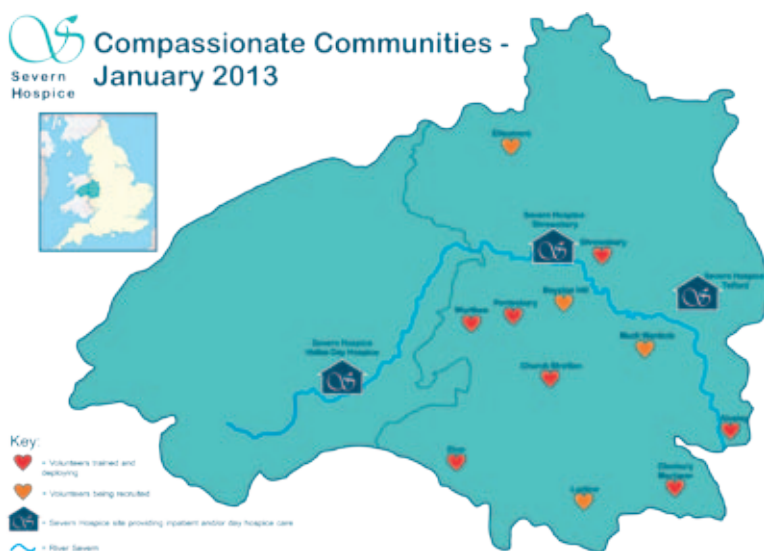 Compassionate Communities -
January 2013
Severn
Hospice
Ellesmere
Severn Hospice
Shrewsbury
Shrewsbury
Severn Hospice
Telford
Bayston Hill
Pontesbury
Worthen
Much Wenlock
Severn Hospice
Day Hospice
Church Stretton
Key:
= Volunteers trained and
deploying
Clun
Cleobury
Mortimer
= Volunteers being recruited
Ludlow
= Severn Hospice site providing inpatient and/or day hospice care
= River Severn